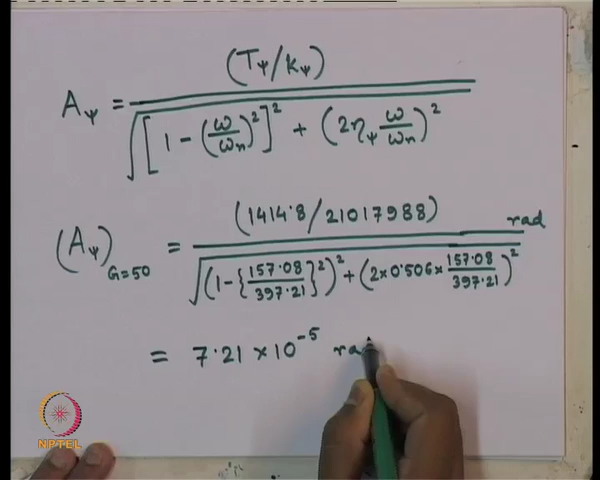 A_ψ = (T_ψ/k_ψ) / √([1 - (ω/ω_n)²]² + (2η_ψ ω/ω_n)²)
(A_ψ)_{G=50} = (1414.8/21017988) / √((1-{157.08/397.21}²)² + (2×0.506×157.08/397.21)²) rad
= 7.21 × 10⁻⁵ ra
NPTEL